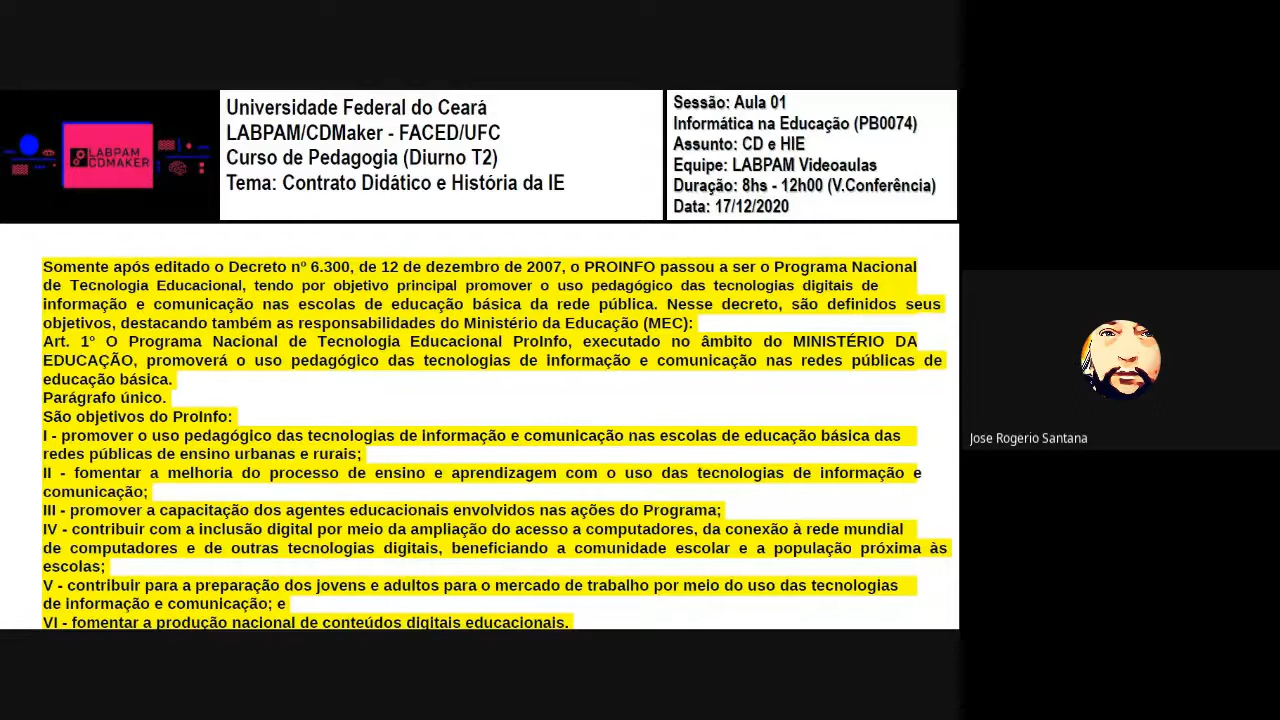 LABPAM
CDMAKER
Universidade Federal do Ceará
LABPAM/CDMaker - FACED/UFC
Curso de Pedagogia (Diurno T2)
Tema: Contrato Didático e História da IE
Sessão: Aula 01
Informática na Educação (PB0074)
Assunto: CD e HIE
Equipe: LABPAM Videoaulas
Duração: 8hs - 12h00 (V.Conferência)
Data: 17/12/2020
Somente após editado o Decreto nº 6.300, de 12 de dezembro de 2007, o PROINFO passou a ser o Programa Nacional
de Tecnologia Educacional, tendo por objetivo principal promover o uso pedagógico das tecnologias digitais de
informação e comunicação nas escolas de educação básica da rede pública. Nesse decreto, são definidos seus
objetivos, destacando também as responsabilidades do Ministério da Educação (MEC):
Art. 1º O Programa Nacional de Tecnologia Educacional ProInfo, executado no âmbito do MINISTÉRIO DA
EDUCAÇÃO, promoverá o uso pedagógico das tecnologias de informação e comunicação nas redes públicas de
educação básica.
Parágrafo único.
São objetivos do ProInfo:
I - promover o uso pedagógico das tecnologias de informação e comunicação nas escolas de educação básica das
redes públicas de ensino urbanas e rurais;
II - fomentar a melhoria do processo de ensino e aprendizagem com o uso das tecnologias de informação e
comunicação;
III - promover a capacitação dos agentes educacionais envolvidos nas ações do Programa;
IV - contribuir com a inclusão digital por meio da ampliação do acesso a computadores, da conexão à rede mundial
de computadores e de outras tecnologias digitais, beneficiando a comunidade escolar e a população próxima às
escolas;
V - contribuir para a preparação dos jovens e adultos para o mercado de trabalho por meio do uso das tecnologias
de informação e comunicação; e
VI - fomentar a produção nacional de conteúdos digitais educacionais.
Jose Rogerio Santana